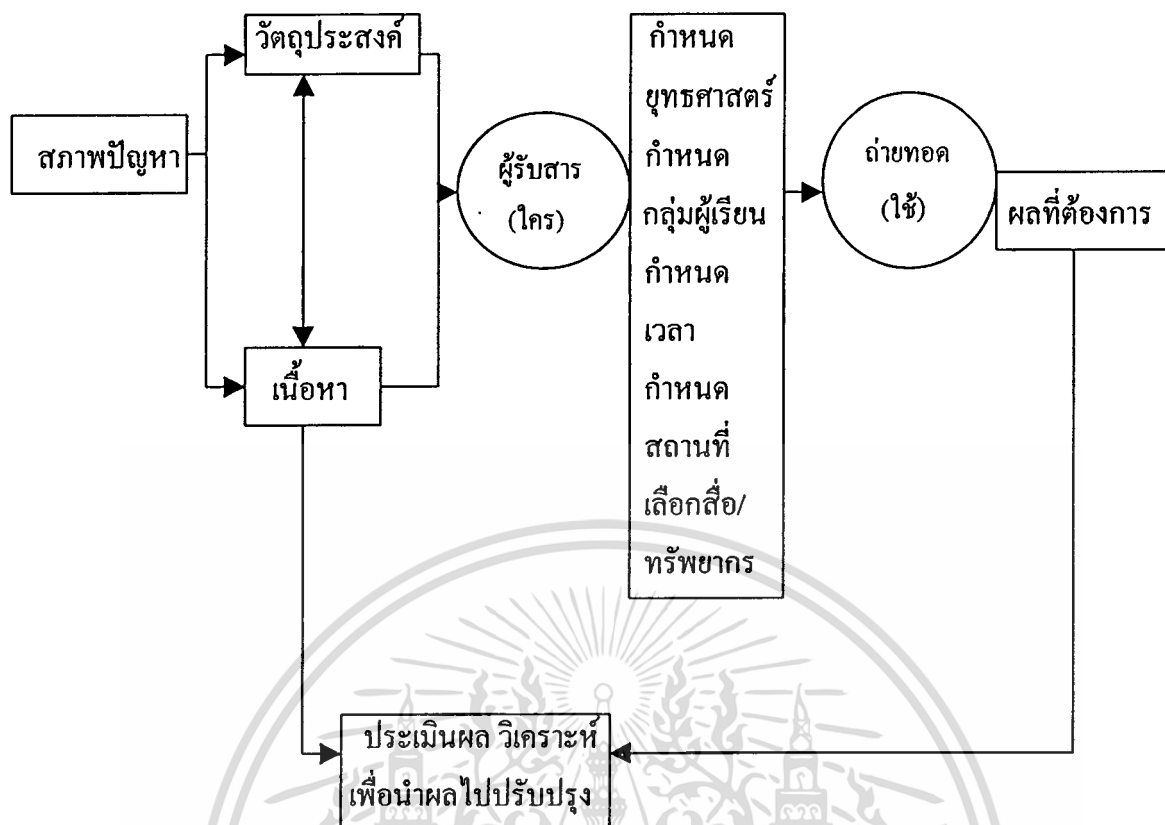 สภาพปัญหา
วัตถุประสงค์
เนื้อหา
ผู้รับสาร
(ใคร)
กำหนด
ยุทธศาสตร์
กำหนด
กลุ่มผู้เรียน
กำหนด
เวลา
กำหนด
สถานที่
เลือกสื่อ/
ทรัพยากร
ถ่ายทอด
(ใช้)
ผลที่ต้องการ
ประเมินผล วิเคราะห์
เพื่อนำผลไปปรับปรุง